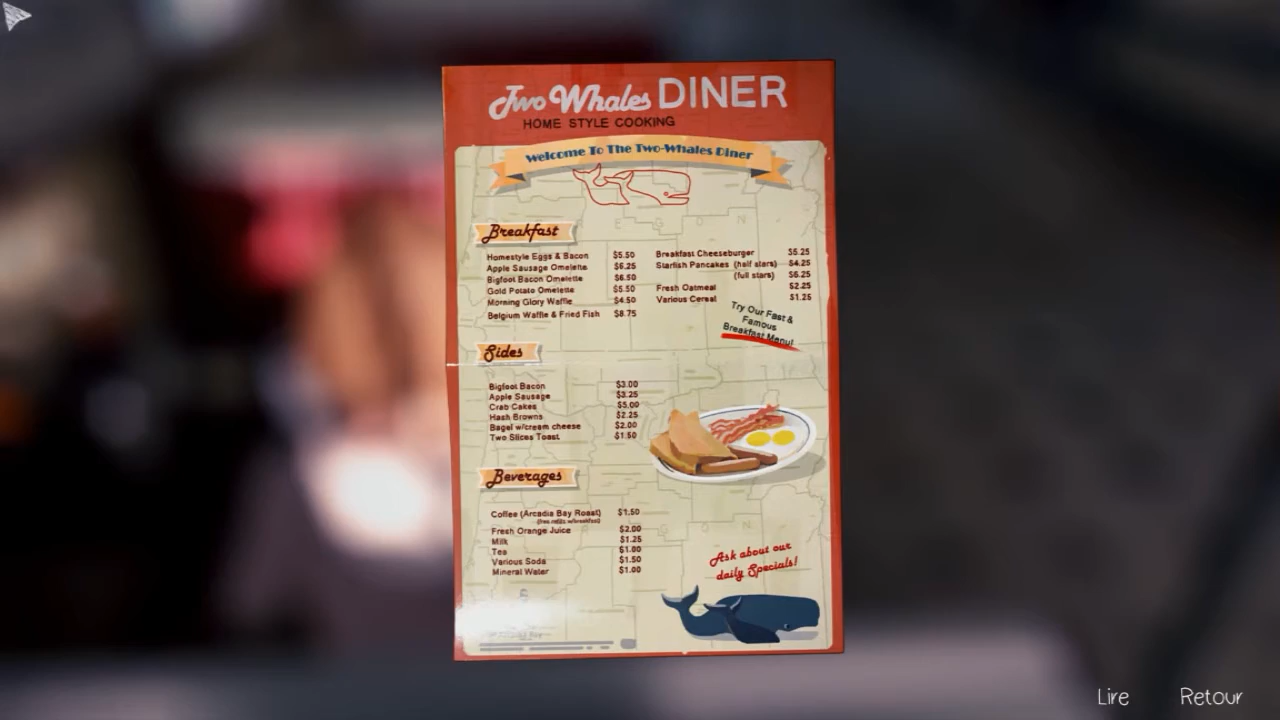 Two Whales DINER
HOME STYLE COOKING
Welcome To The Two-Whales Diner
Breakfast
Homestyle Eggs & Bacon $5.50
Apple Sausage Omelette $6.25
Bigfoot Bacon Omelette $6.50
Gold Potato Omelette $5.50
Morning Glory Waffle $4.50
Belgium Waffle & Fried Fish $8.75
Breakfast Cheeseburger $5.25
Starfish Pancakes (half stars) $4.25
(full stars) $6.25
Fresh Oatmeal $2.25
Various Cereal $1.25
Try Our Fast &
Famous
Breakfast Menu!
Sides
Bigfoot Bacon $3.00
Apple Sausage $3.25
Crab Cakes $5.00
Hash Browns $2.25
Bagel w/cream cheese $2.00
Two Slices Toast $1.50
Beverages
Coffee (Arcadia Bay Roast) $1.50
(free refills w/breakfast)
Fresh Orange Juice $2.00
Milk $1.25
Tea $1.00
Various Soda $1.50
Mineral Water $1.00
Ask about our
daily Specials!
Lire Retour